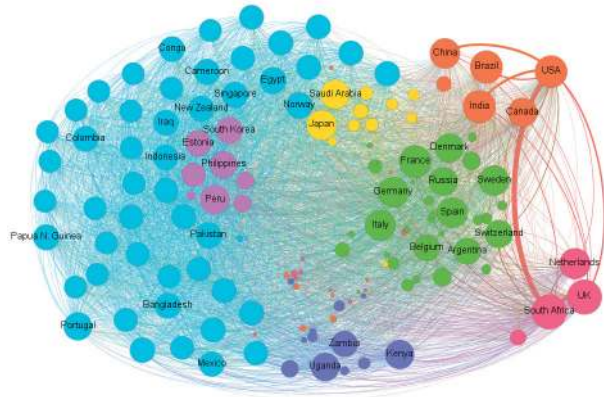 Conga
China
Brazil
USA
Cameroon
Egypt
Singapore
Saudi Arabia
Norway
India
Canada
New Zealand
Iraq
Japan
Columbia
South Korea
Estonia
Indonesia
Philippines
Denmark
France
Russia
Sweden
Germany
Peru
Spain
Italy
Switzerland
Papua N. Guinea
Pakistan
Belgium
Argentina
Netherlands
Bangladesh
UK
South Africa
Portugal
Zambia
Kenya
Mexico
Uganda